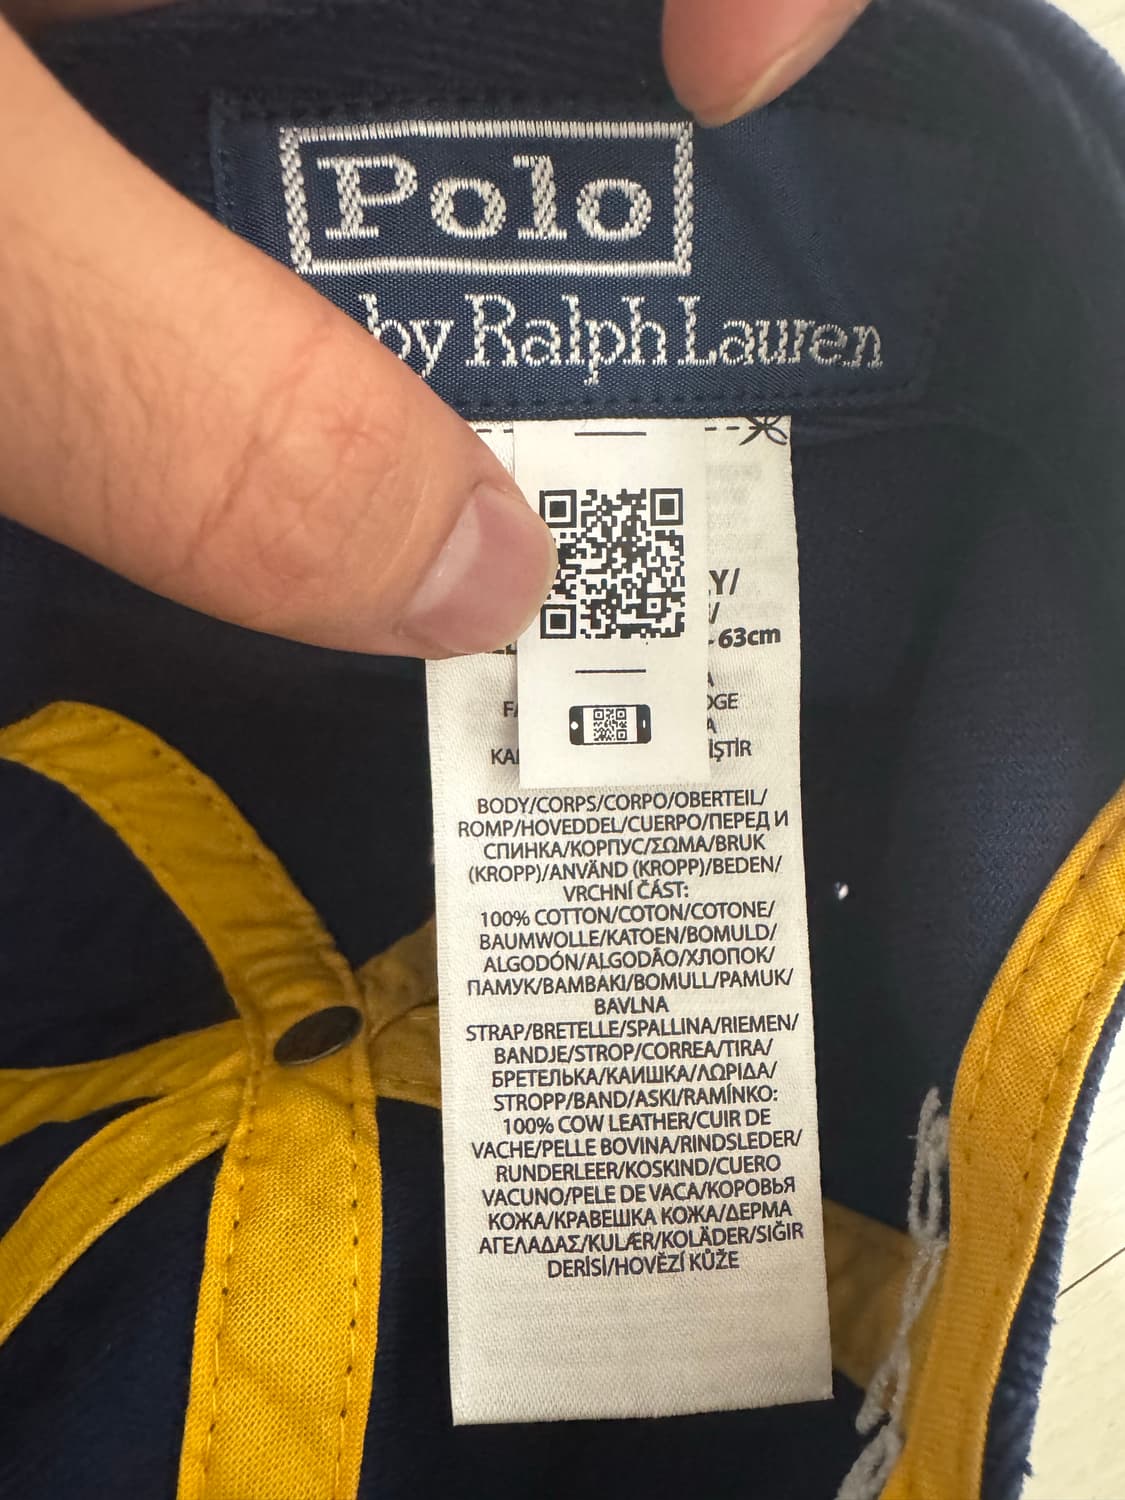 Polo
by Ralph Lauren
Y/
/
- 63cm
BODY/CORPS/CORPO/OBERTEIL/
ROMP/HOVEDDEL/CUERPO/ПЕРЕД И
СПИНКА/КОРПУС/ΣΩΜΑ/BRUK
(KROPP)/ANVÄND (KROPP)/BEDEN/
VRCHNÍ ČÁST:
100% COTTON/COTON/COTONE/
BAUMWOLLE/KATOEN/BOMULD/
ALGODÓN/ALGODÃO/ХЛОПОК/
ПАМУК/ΒΑΜΒΑΚΙ/BOMULL/PAMUK/
BAVLNA
STRAP/BRETELLE/SPALLINA/RIEMEN/
BANDJE/STROP/CORREA/TIRA/
БРЕТЕЛЬКА/КАИШКА/ΛΩΡΙΔΑ/
STROPP/BAND/ASKI/RAMÍNKO:
100% COW LEATHER/CUIR DE
VACHE/PELLE BOVINA/RINDSLEDER/
RUNDERLEER/KOSKIND/CUERO
VACUNO/PELE DE VACA/КОРОВЬЯ
КОЖА/КРАВЕШКА КОЖА/ΔΕΡΜΑ
ΑΓΕΛΑΔΑΣ/KULÆR/KOLÄDER/SIĞIR
DERİSİ/HOVĚZÍ KŮŽE